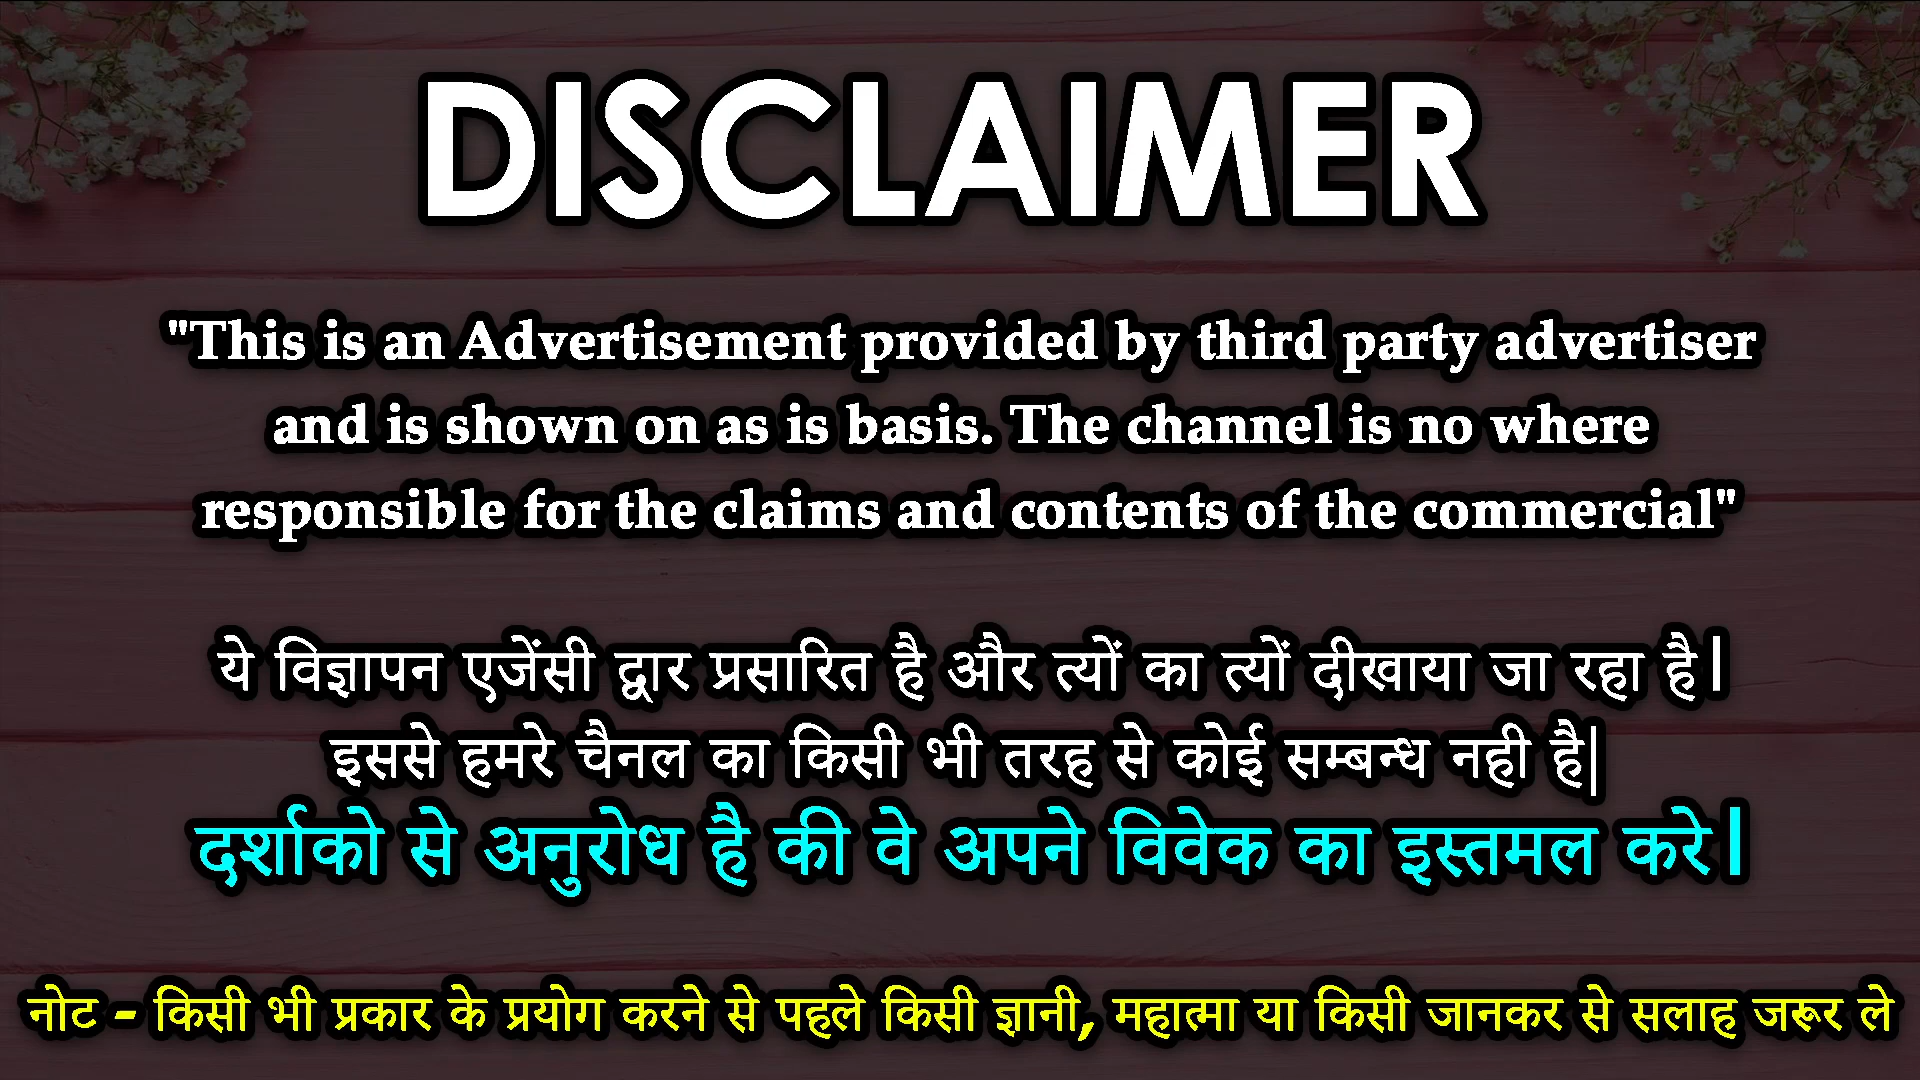 DISCLAIMER
"This is an Advertisement provided by third party advertiser
and is shown on as is basis. The channel is no where
responsible for the claims and contents of the commercial"
ये विज्ञापन एजेंसी द्वार प्रसारित है और त्यों का त्यों दीखाया जा रहा है|
इससे हमरे चैनल का किसी भी तरह से कोई सम्बन्ध नही है|
दर्शाको से अनुरोध है की वे अपने विवेक का इस्तमल करे|
नोट - किसी भी प्रकार के प्रयोग करने से पहले किसी ज्ञानी, महात्मा या किसी जानकर से सलाह जरूर ले